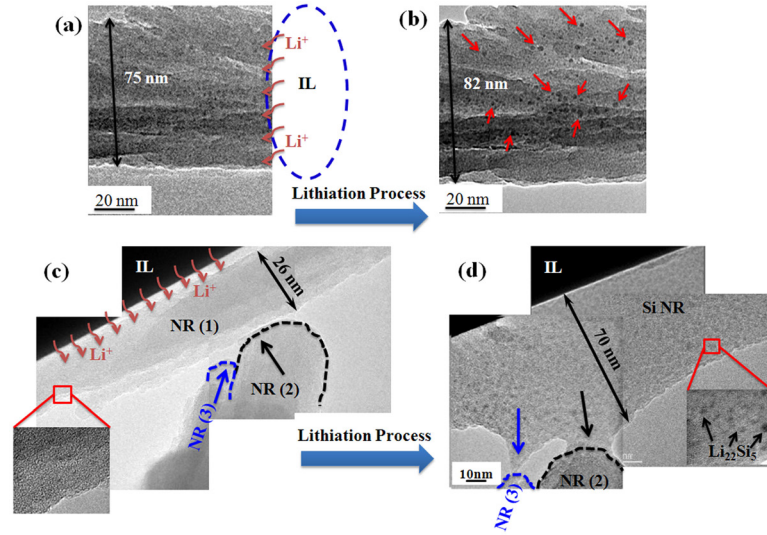 (a)
75 nm
Li+
IL
Li+
20 nm
Lithiation Process
(b)
82 nm
20 nm
(c)
Li+
Li+
26 nm
NR (1)
NR (2)
NR (3)
Lithiation Process
(d)
IL
IL
Si NR
70 nm
Li22Si5
10nm
NR (2)
NR (3)